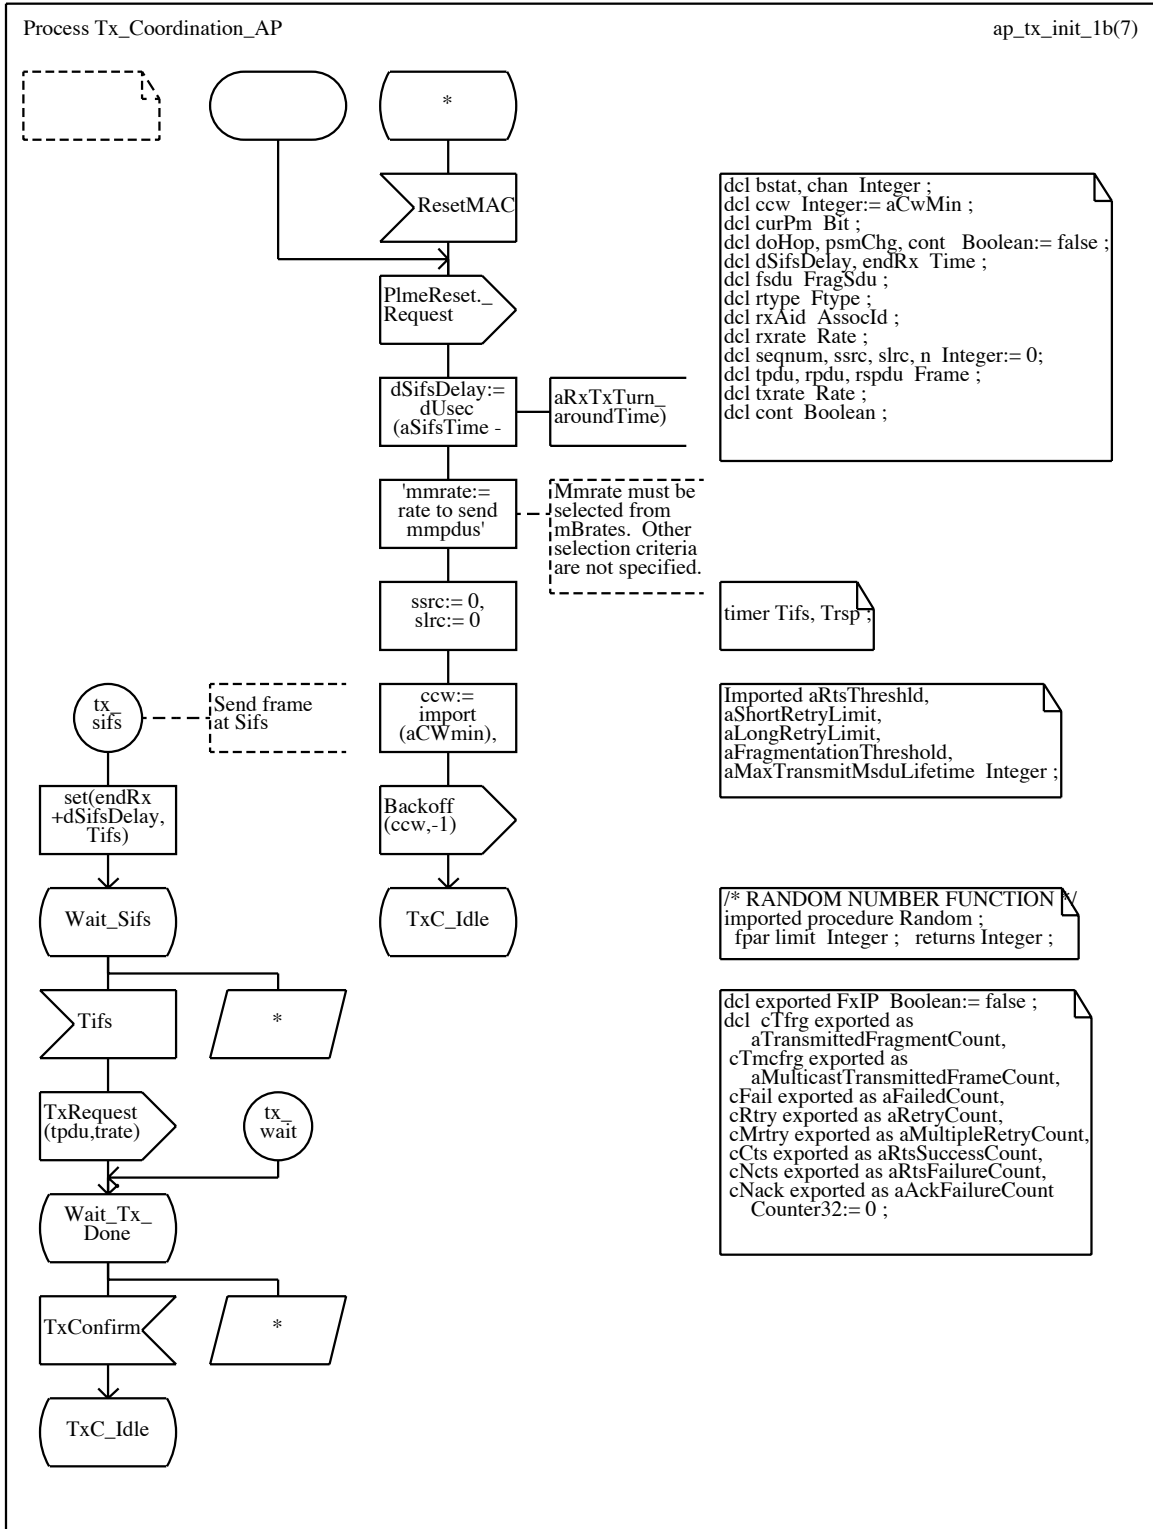 Process Tx_Coordination_AP
ap_tx_init_1b(7)
*
ResetMAC
PlmeReset._
Request
dSifsDelay:=
dUsec
(aSifsTime -
aRxTxTurn_
aroundTime)
'mmrate:=
rate to send
mmpdus'
Mmrate must be
selected from
mBrates.  Other
selection criteria
are not specified.
ssrc:= 0,
slrc:= 0
ccw:=
import
(aCWmin),
Backoff
(ccw,-1)
TxC_Idle
tx_
sifs
Send frame
at Sifs
set(endRx
+dSifsDelay,
Tifs)
Wait_Sifs
Tifs
*
TxRequest
(tpdu,trate)
tx_
wait
Wait_Tx_
Done
TxConfirm
*
TxC_Idle
dcl bstat, chan  Integer ;
dcl ccw  Integer:= aCwMin ;
dcl curPm  Bit ;
dcl doHop, psmChg, cont   Boolean:= false ;
dcl dSifsDelay, endRx  Time ;
dcl fsdu  FragSdu ;
dcl rtype  Ftype ;
dcl rxAid  AssocId ;
dcl rxrate  Rate ;
dcl seqnum, ssrc, slrc, n  Integer:= 0;
dcl tpdu, rpdu, rspdu  Frame ;
dcl txrate  Rate ;
dcl cont  Boolean ;
timer Tifs, Trsp ;
Imported aRtsThreshld,
aShortRetryLimit,
aLongRetryLimit,
aFragmentationThreshold,
aMaxTransmitMsduLifetime  Integer ;
/* RANDOM NUMBER FUNCTION */
imported procedure Random ;
fpar limit  Integer ;   returns Integer ;
dcl exported FxIP  Boolean:= false ;
dcl  cTfrg exported as
aTransmittedFragmentCount,
cTmcfrg exported as
aMulticastTransmittedFrameCount,
cFail exported as aFailedCount,
cRtry exported as aRetryCount,
cMrtry exported as aMultipleRetryCount,
cCts exported as aRtsSuccessCount,
cNcts exported as aRtsFailureCount,
cNack exported as aAckFailureCount
Counter32:= 0 ;